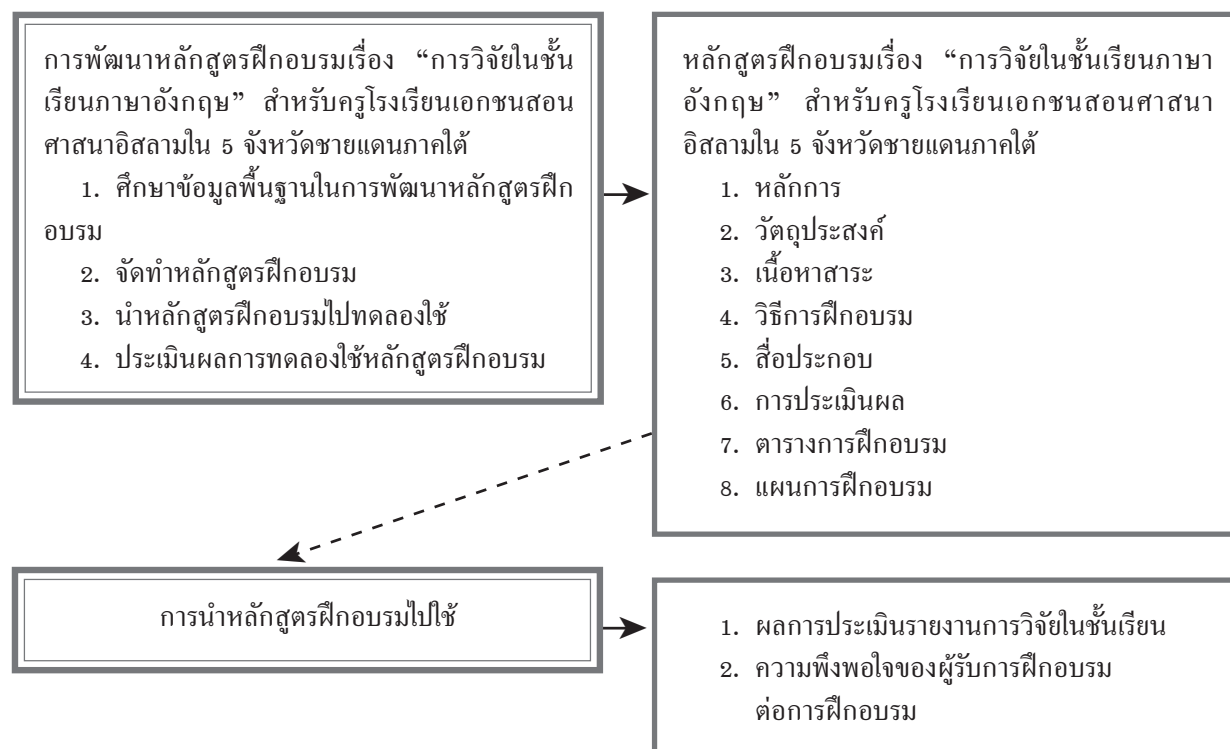 การพัฒนาหลักสูตรฝึกอบรมเรื่อง “การวิจัยในชั้น
เรียนภาษาอังกฤษ” สำหรับครูโรงเรียนเอกชนสอน
ศาสนาอิสลามใน 5 จังหวัดชายแดนภาคใต้
1. ศึกษาข้อมูลพื้นฐานในการพัฒนาหลักสูตรฝึก
อบรม
2. จัดทำหลักสูตรฝึกอบรม
3. นำหลักสูตรฝึกอบรมไปทดลองใช้
4. ประเมินผลการทดลองใช้หลักสูตรฝึกอบรม
หลักสูตรฝึกอบรมเรื่อง “การวิจัยในชั้นเรียนภาษา
อังกฤษ” สำหรับครูโรงเรียนเอกชนสอนศาสนา
อิสลามใน 5 จังหวัดชายแดนภาคใต้
1. หลักการ
2. วัตถุประสงค์
3. เนื้อหาสาระ
4. วิธีการฝึกอบรม
5. สื่อประกอบ
6. การประเมินผล
7. ตารางการฝึกอบรม
8. แผนการฝึกอบรม
การนำหลักสูตรฝึกอบรมไปใช้
1. ผลการประเมินรายงานการวิจัยในชั้นเรียน
2. ความพึงพอใจของผู้รับการฝึกอบรม
ต่อการฝึกอบรม